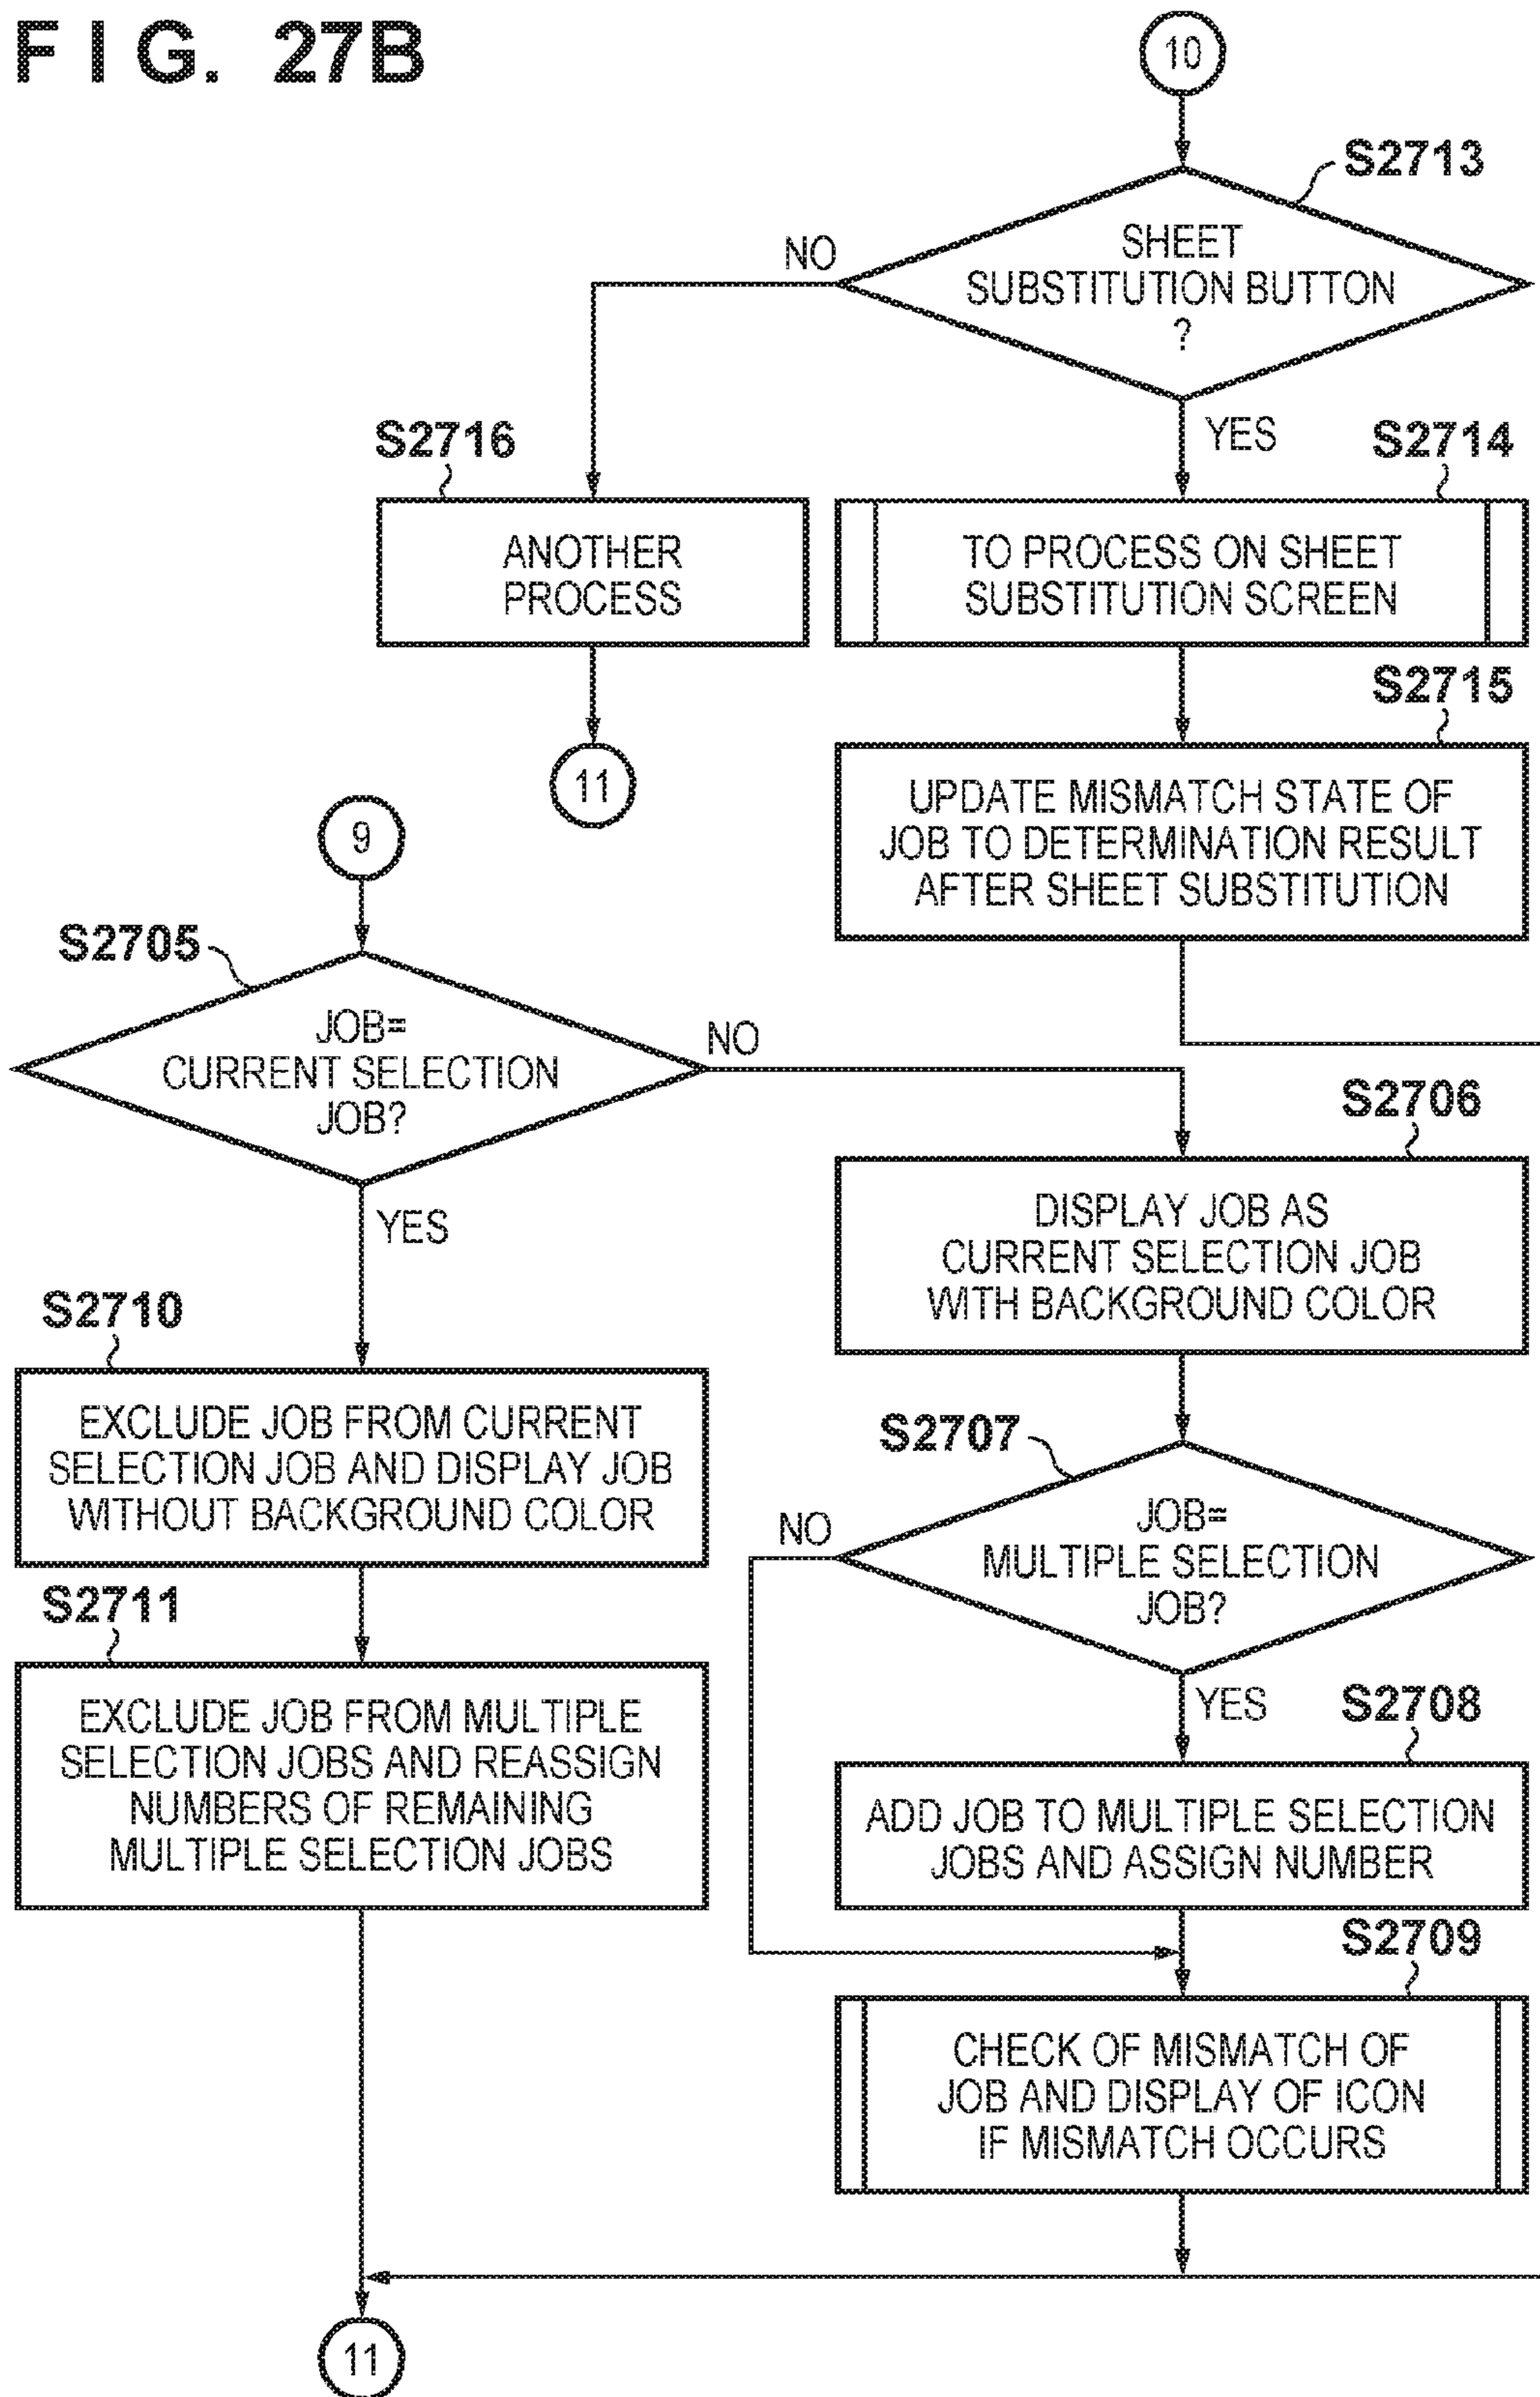 FIG. 27B
10
S2713
SHEET
SUBSTITUTION BUTTON
?
NO
YES
S2716
ANOTHER
PROCESS
11
S2714
TO PROCESS ON SHEET
SUBSTITUTION SCREEN
S2715
UPDATE MISMATCH STATE OF
JOB TO DETERMINATION RESULT
AFTER SHEET SUBSTITUTION
9
S2705
JOB=
CURRENT SELECTION
JOB?
NO
YES
S2706
DISPLAY JOB AS
CURRENT SELECTION JOB
WITH BACKGROUND COLOR
S2710
EXCLUDE JOB FROM CURRENT
SELECTION JOB AND DISPLAY JOB
WITHOUT BACKGROUND COLOR
S2707
JOB=
MULTIPLE SELECTION
JOB?
NO
YES
S2711
EXCLUDE JOB FROM MULTIPLE
SELECTION JOBS AND REASSIGN
NUMBERS OF REMAINING
MULTIPLE SELECTION JOBS
S2708
ADD JOB TO MULTIPLE SELECTION
JOBS AND ASSIGN NUMBER
S2709
CHECK OF MISMATCH OF
JOB AND DISPLAY OF ICON
IF MISMATCH OCCURS
11